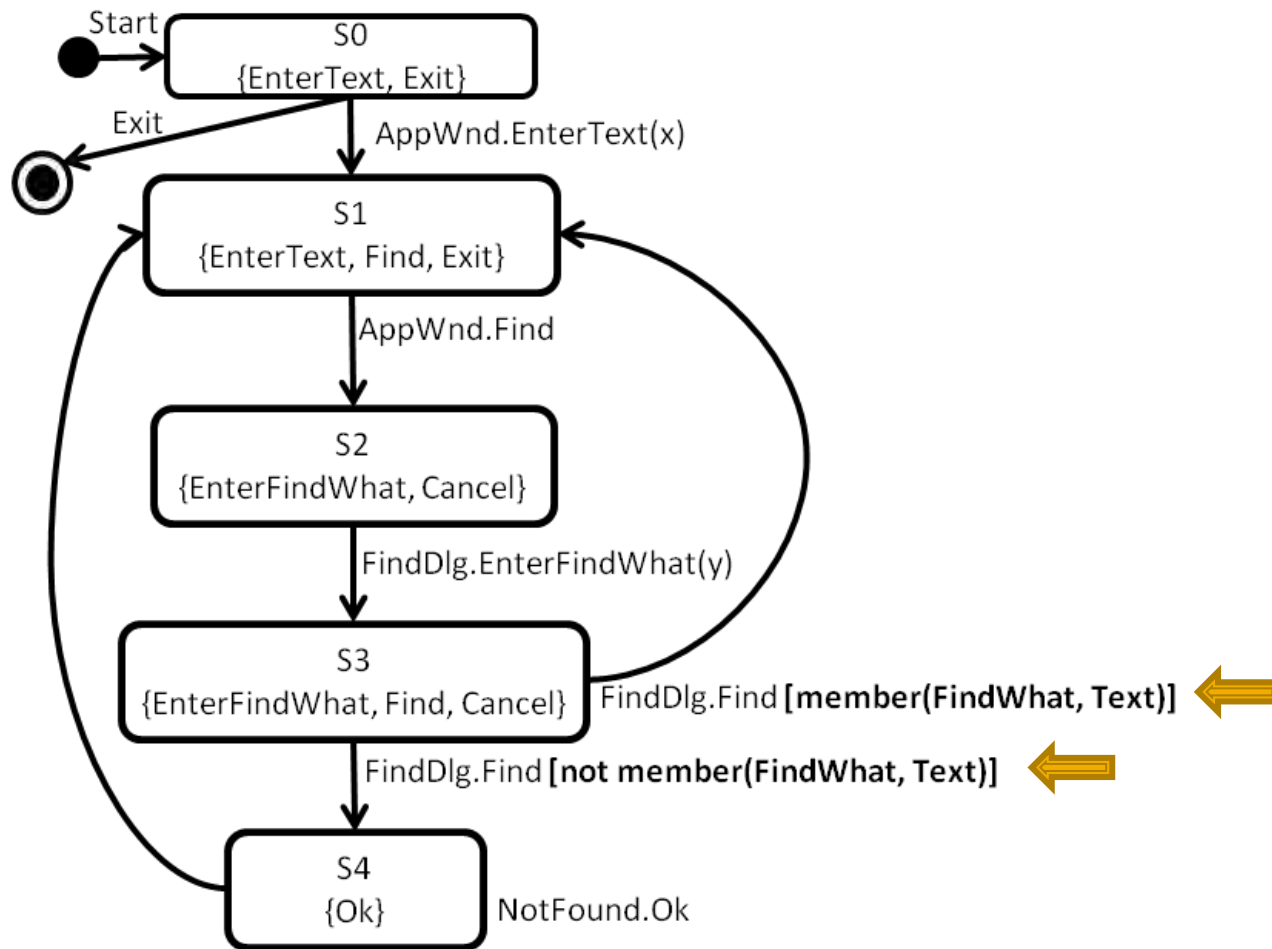 Start
S0
{EnterText, Exit}
Exit
AppWnd.EnterText(x)
S1
{EnterText, Find, Exit}
AppWnd.Find
S2
{EnterFindWhat, Cancel}
FindDlg.EnterFindWhat(y)
S3
{EnterFindWhat, Find, Cancel}
FindDlg.Find [member(FindWhat, Text)]
FindDlg.Find [not member(FindWhat, Text)]
S4
{Ok}
NotFound.Ok